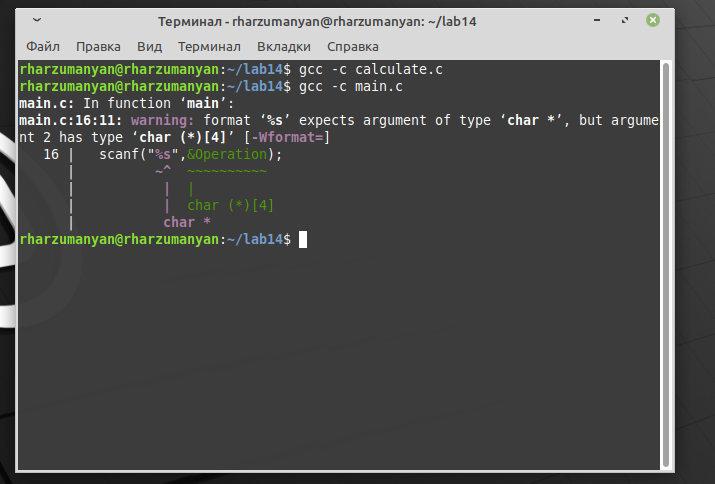 Терминал - rharzumanyan@rharzumanyan: ~/lab14
Файл Правка Вид Терминал Вкладки Справка
rharzumanyan@rharzumanyan:~/lab14$ gcc -c calculate.c
rharzumanyan@rharzumanyan:~/lab14$ gcc -c main.c
main.c: In function ‘main’:
main.c:16:11: warning: format ‘%s’ expects argument of type ‘char *’, but argume
nt 2 has type ‘char (*)[4]’ [-Wformat=]
   16 |   scanf("%s",&Operation);
      |          ~^  ~~~~~~~~~~
      |           |  |
      |           |  char (*)[4]
      |           char *
rharzumanyan@rharzumanyan:~/lab14$